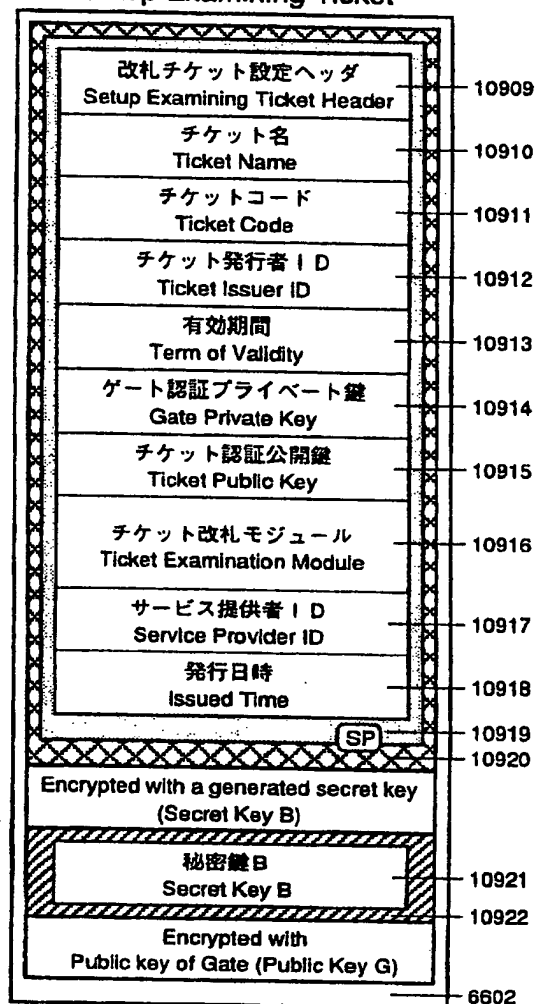 Examining Ticket
改札チケット設定ヘッダ
Setup Examining Ticket Header
10909
チケット名
Ticket Name
10910
チケットコード
Ticket Code
10911
チケット発行者ID
Ticket Issuer ID
10912
有効期間
Term of Validity
10913
ゲート認証プライベート鍵
Gate Private Key
10914
チケット認証公開鍵
Ticket Public Key
10915
チケット改札モジュール
Ticket Examination Module
10916
サービス提供者ID
Service Provider ID
10917
発行日時
Issued Time
10918
SP
10919
10920
Encrypted with a generated secret key
(Secret Key B)
秘密鍵B
Secret Key B
10921
10922
Encrypted with
Public key of Gate (Public Key G)
6602